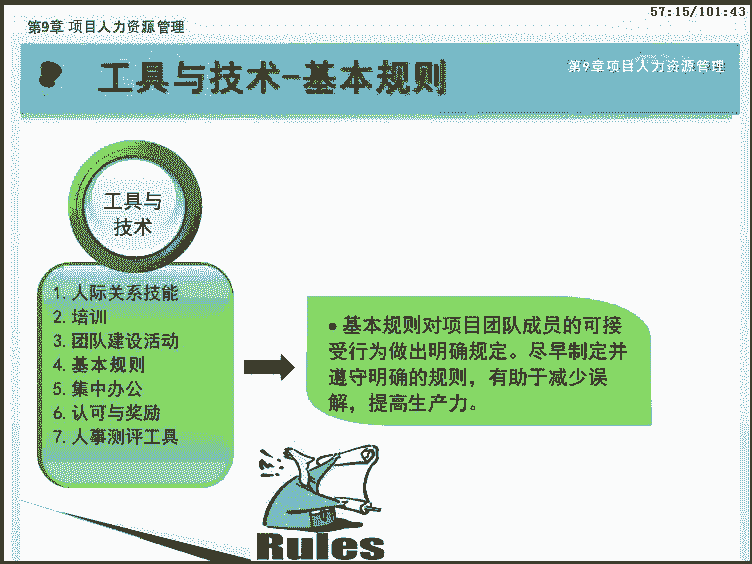 57:15/101:43
第9章 项目人力资源管理
工具与技术-基本规则
第9章项目人力资源管理
工具与
技术
1. 人际关系技能
2. 培训
3. 团队建设活动
4. 基本规则
5. 集中办公
6. 认可与奖励
7. 人事测评工具
• 基本规则对项目团队成员的可接
受行为做出明确规定。尽早制定并
遵守明确的规则，有助于减少误
解，提高生产力。
Rules